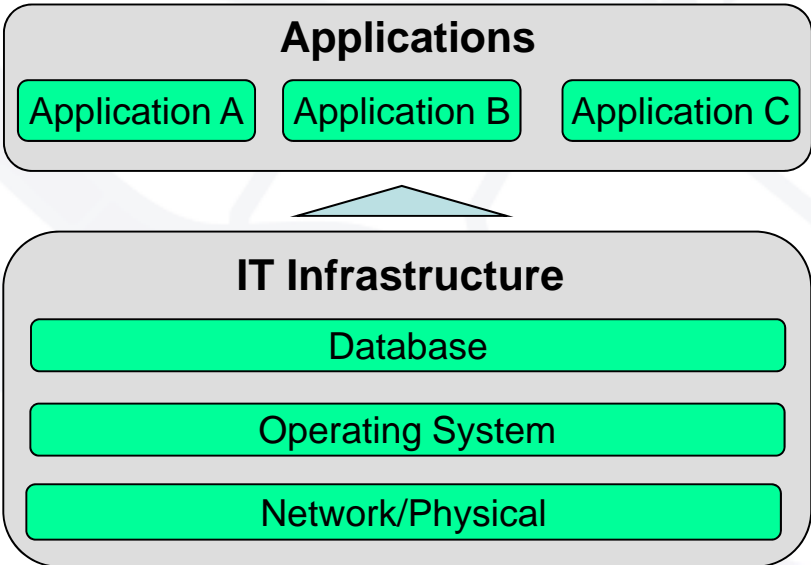 Applications
Application A Application B Application C
IT Infrastructure
Database
Operating System
Network/Physical